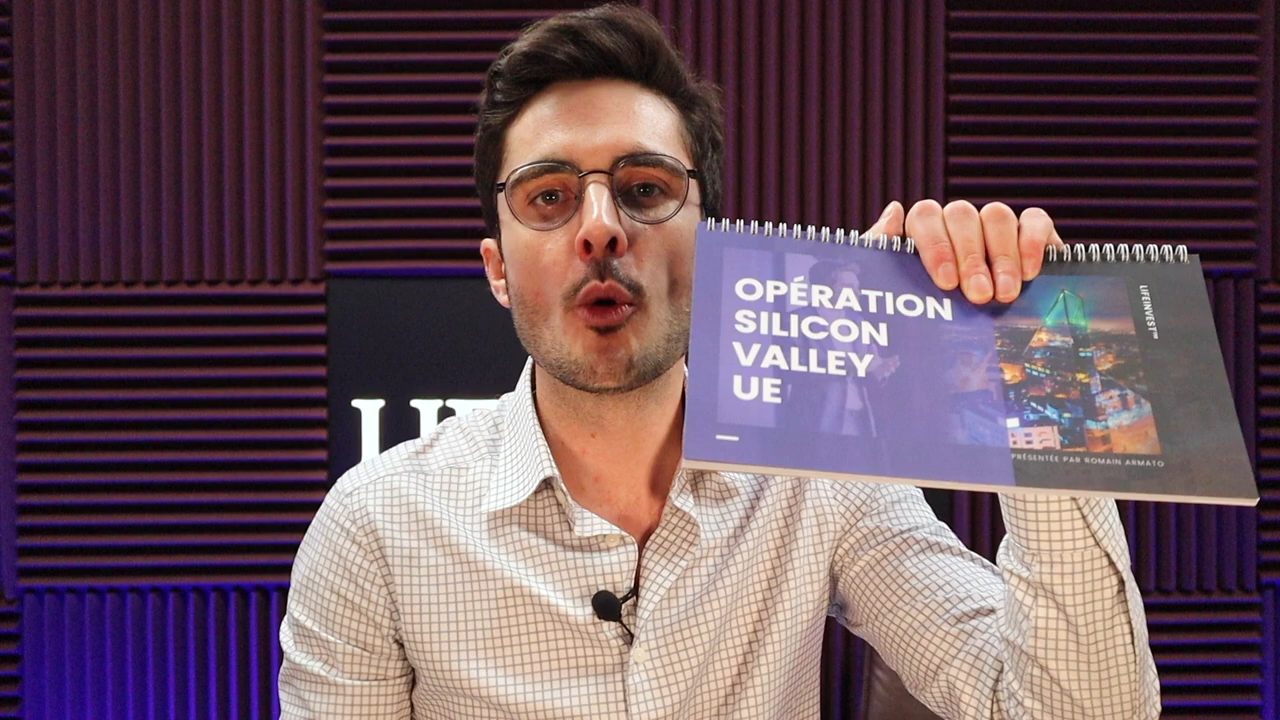 OPÉRATION
SILICON
VALLEY
UE
LIFEINVEST
PRÉSENTÉE PAR ROMAIN ARMATO